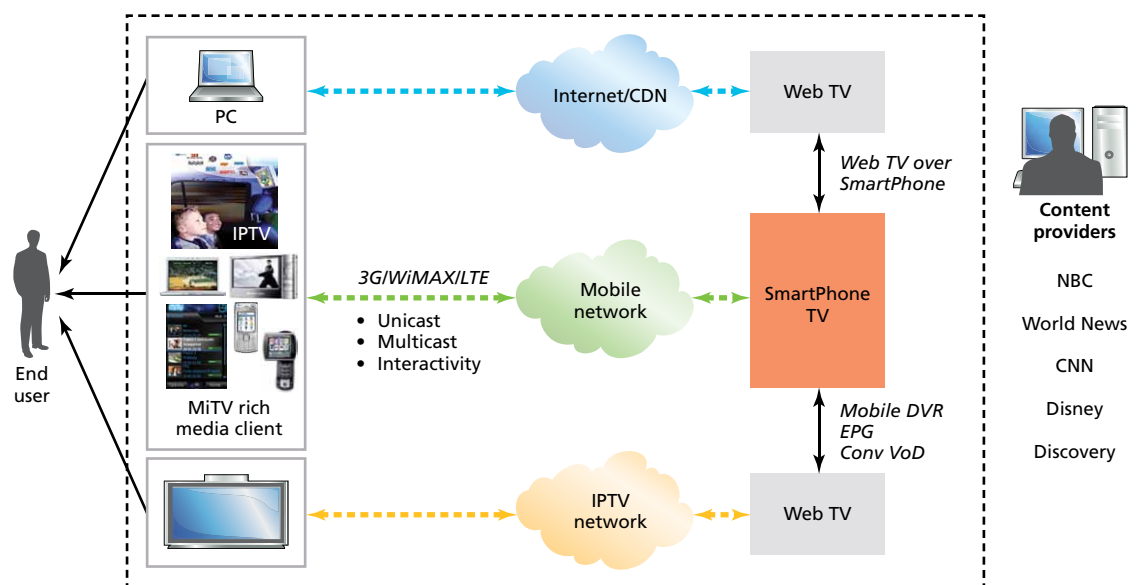 PC
Internet/CDN
Web TV
Web TV over
SmartPhone
IPTV
MiTV rich
media client
3G/WiMAX/LTE
• Unicast
• Multicast
• Interactivity
Mobile
network
SmartPhone
TV
Mobile DVR
EPG
Conv VoD
IPTV
network
Web TV
End
user
Content
providers
NBC
World News
CNN
Disney
Discovery